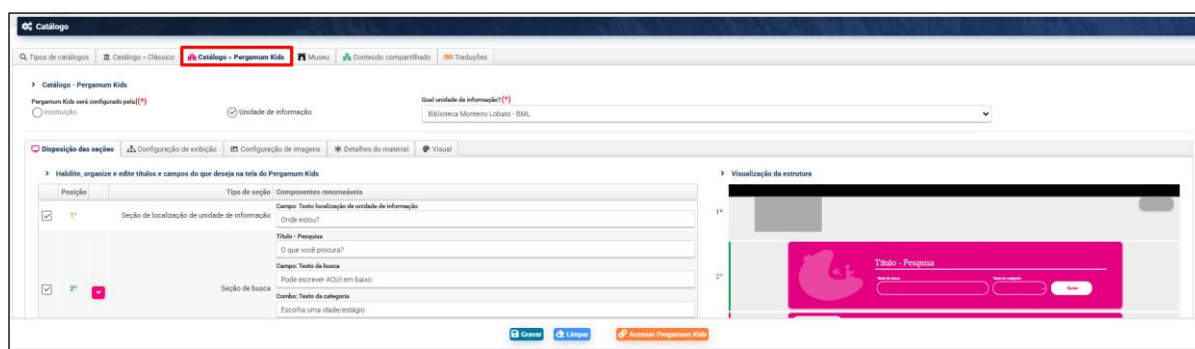 Catálogo
Tipos de catálogos Catálogo - Clássico Catálogo - Pergamum Kids Museu Conteúdo compartilhado Traduções
Catálogo - Pergamum Kids
Pergamum Kids será configurado pela:(*) Qual unidade de informação?(*)
Instituição Unidade de informação Biblioteca Monteiro Lobato - BML
Disposição das seções Configuração de exibição Configuração de imagens Detalhes do material Visual
Habilite, organize e edite títulos e campos do que deseja na tela do Pergamum Kids Visualização da estrutura
Posição Tipo de seção Componentes renomeáveis
Campo: Texto localização de unidade de informação
1º Seção de localização de unidade de informação Onde estou? 1º
Título - Pesquisa
O que você procura?
Título - Pesquisa
Campo: Texto da busca
Pode escrever AQUI em baixo
2º Seção de busca 2º
Combo: Texto da categoria
Escolha uma idade/estágio
Gravar Limpar Acessar Pergamum Kids